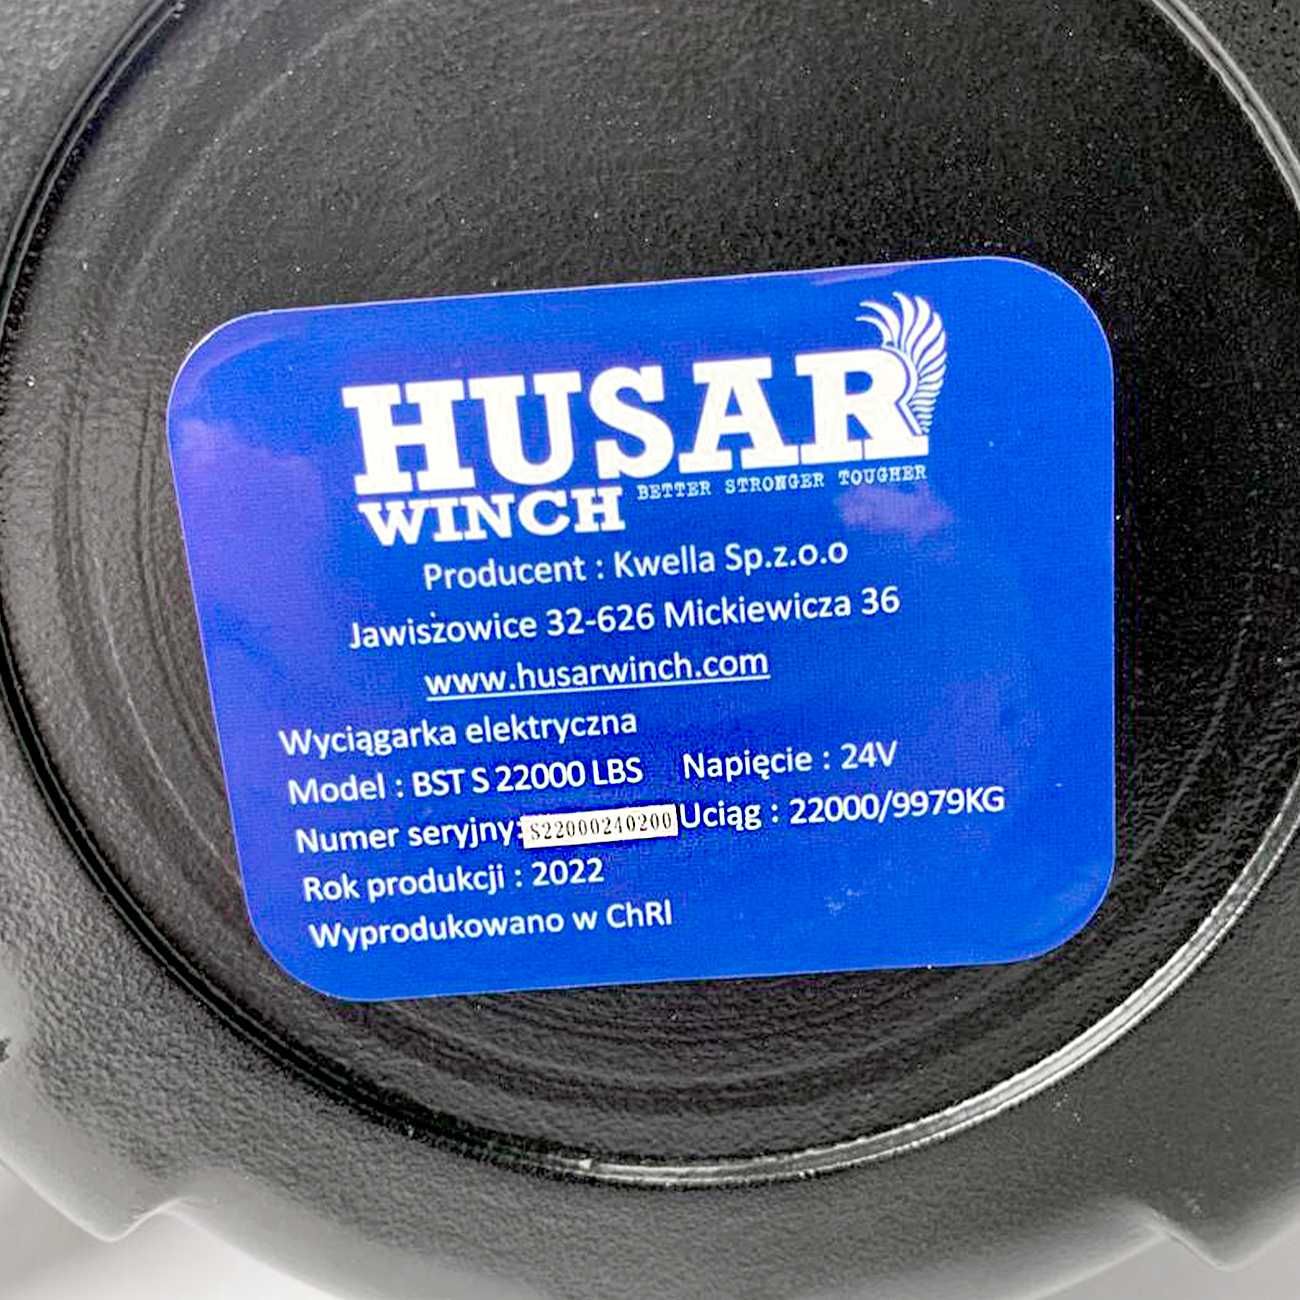 HUSAR
WINCH BETTER STRONGER TOUGHER
Producent : Kwella Sp.z.o.o
Jawiszowice 32-626 Mickiewicza 36
www.husarwinch.com
Wyciągarka elektryczna
Model : BST S 22000 LBS Napięcie : 24V
Numer seryjny: S22000240200 Uciąg : 22000/9979KG
Rok produkcji : 2022
Wyprodukowano w ChRl